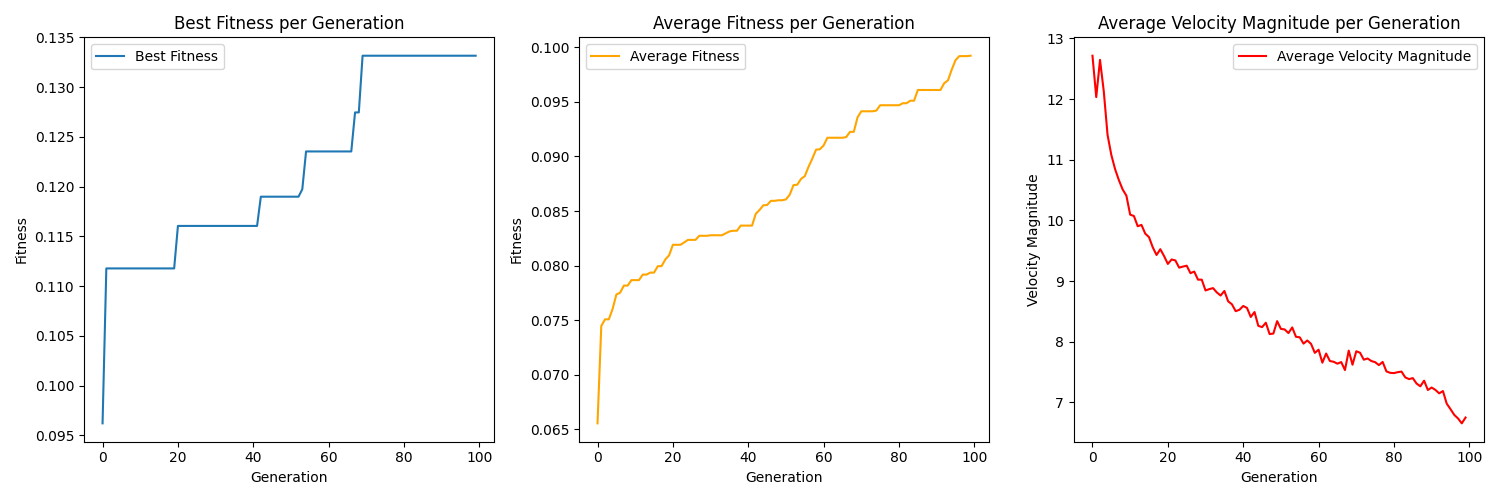 Best Fitness per Generation
Best Fitness
0.135
0.130
0.125
0.120
0.115
0.110
0.105
0.100
0.095
Fitness
0 20 40 60 80 100
Generation
Average Fitness per Generation
Average Fitness
0.100
0.095
0.090
0.085
0.080
0.075
0.070
0.065
Fitness
0 20 40 60 80 100
Generation
Average Velocity Magnitude per Generation
Average Velocity Magnitude
13
12
11
10
9
8
7
Velocity Magnitude
0 20 40 60 80 100
Generation